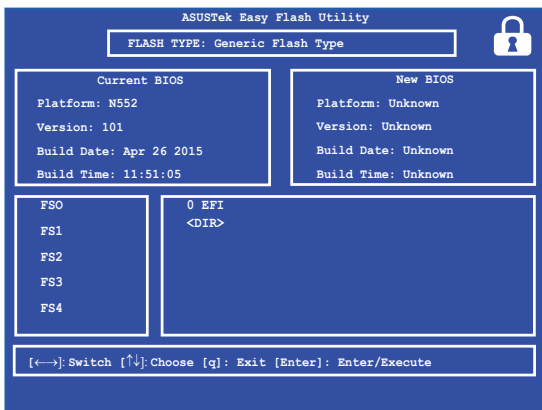 ASUSTek Easy Flash Utility
FLASH TYPE: Generic Flash Type
Current BIOS
Platform: N552
Version: 101
Build Date: Apr 26 2015
Build Time: 11:51:05
New BIOS
Platform: Unknown
Version: Unknown
Build Date: Unknown
Build Time: Unknown
FSO
FS1
FS2
FS3
FS4
0 EFI
<DIR>
[←→]: Switch [↑↓]: Choose [q]: Exit [Enter]: Enter/Execute